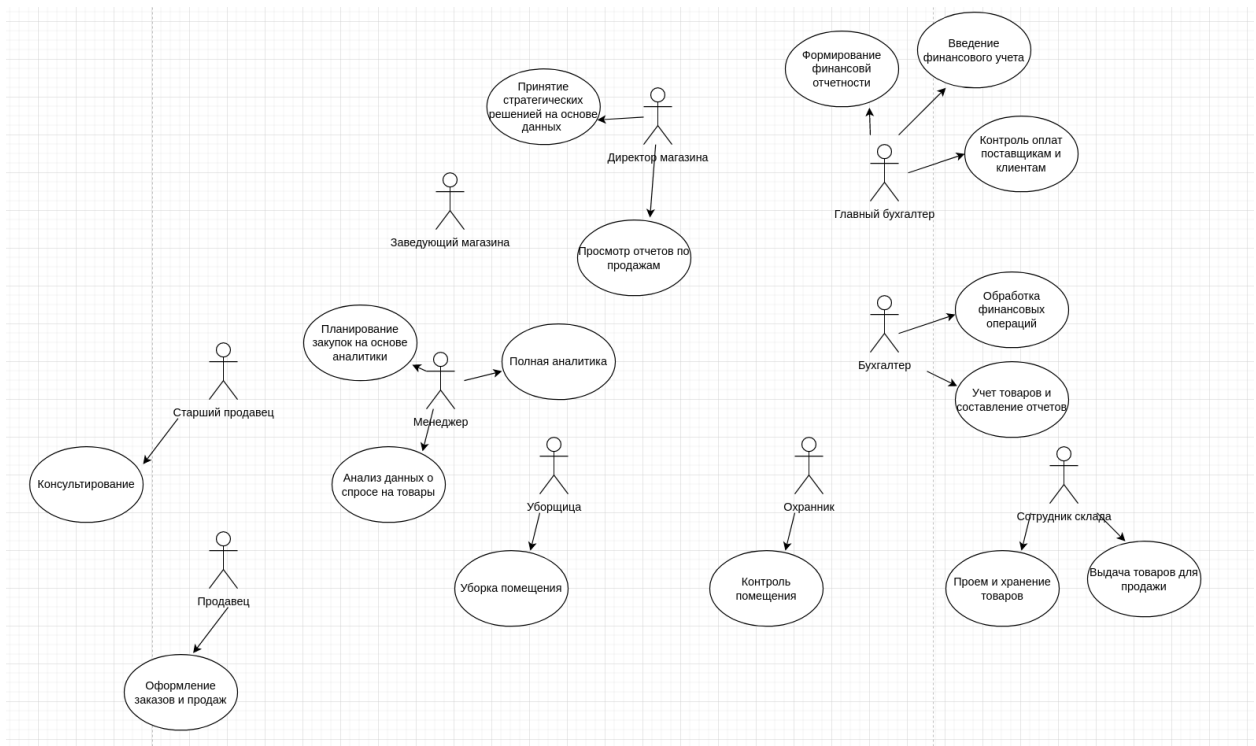 Формирование
финансовй
отчетности
Введение
финансового учета
Принятие
стратегических
решенией на основе
данных
Директор магазина
Контроль оплат
поставщикам и
клиентам
Главный бухгалтер
Заведующий магазина
Просмотр отчетов по
продажам
Обработка
финансовых
операций
Бухгалтер
Учет товаров и
составление отчетов
Планирование
закупок на основе
аналитики
Полная аналитика
Менеджер
Анализ данных о
спросе на товары
Старший продавец
Консультирование
Уборщица
Уборка помещения
Охранник
Контроль
помещения
Сотрудник склада
Проем и хранение
товаров
Выдача товаров для
продажи
Продавец
Оформление
заказов и продаж